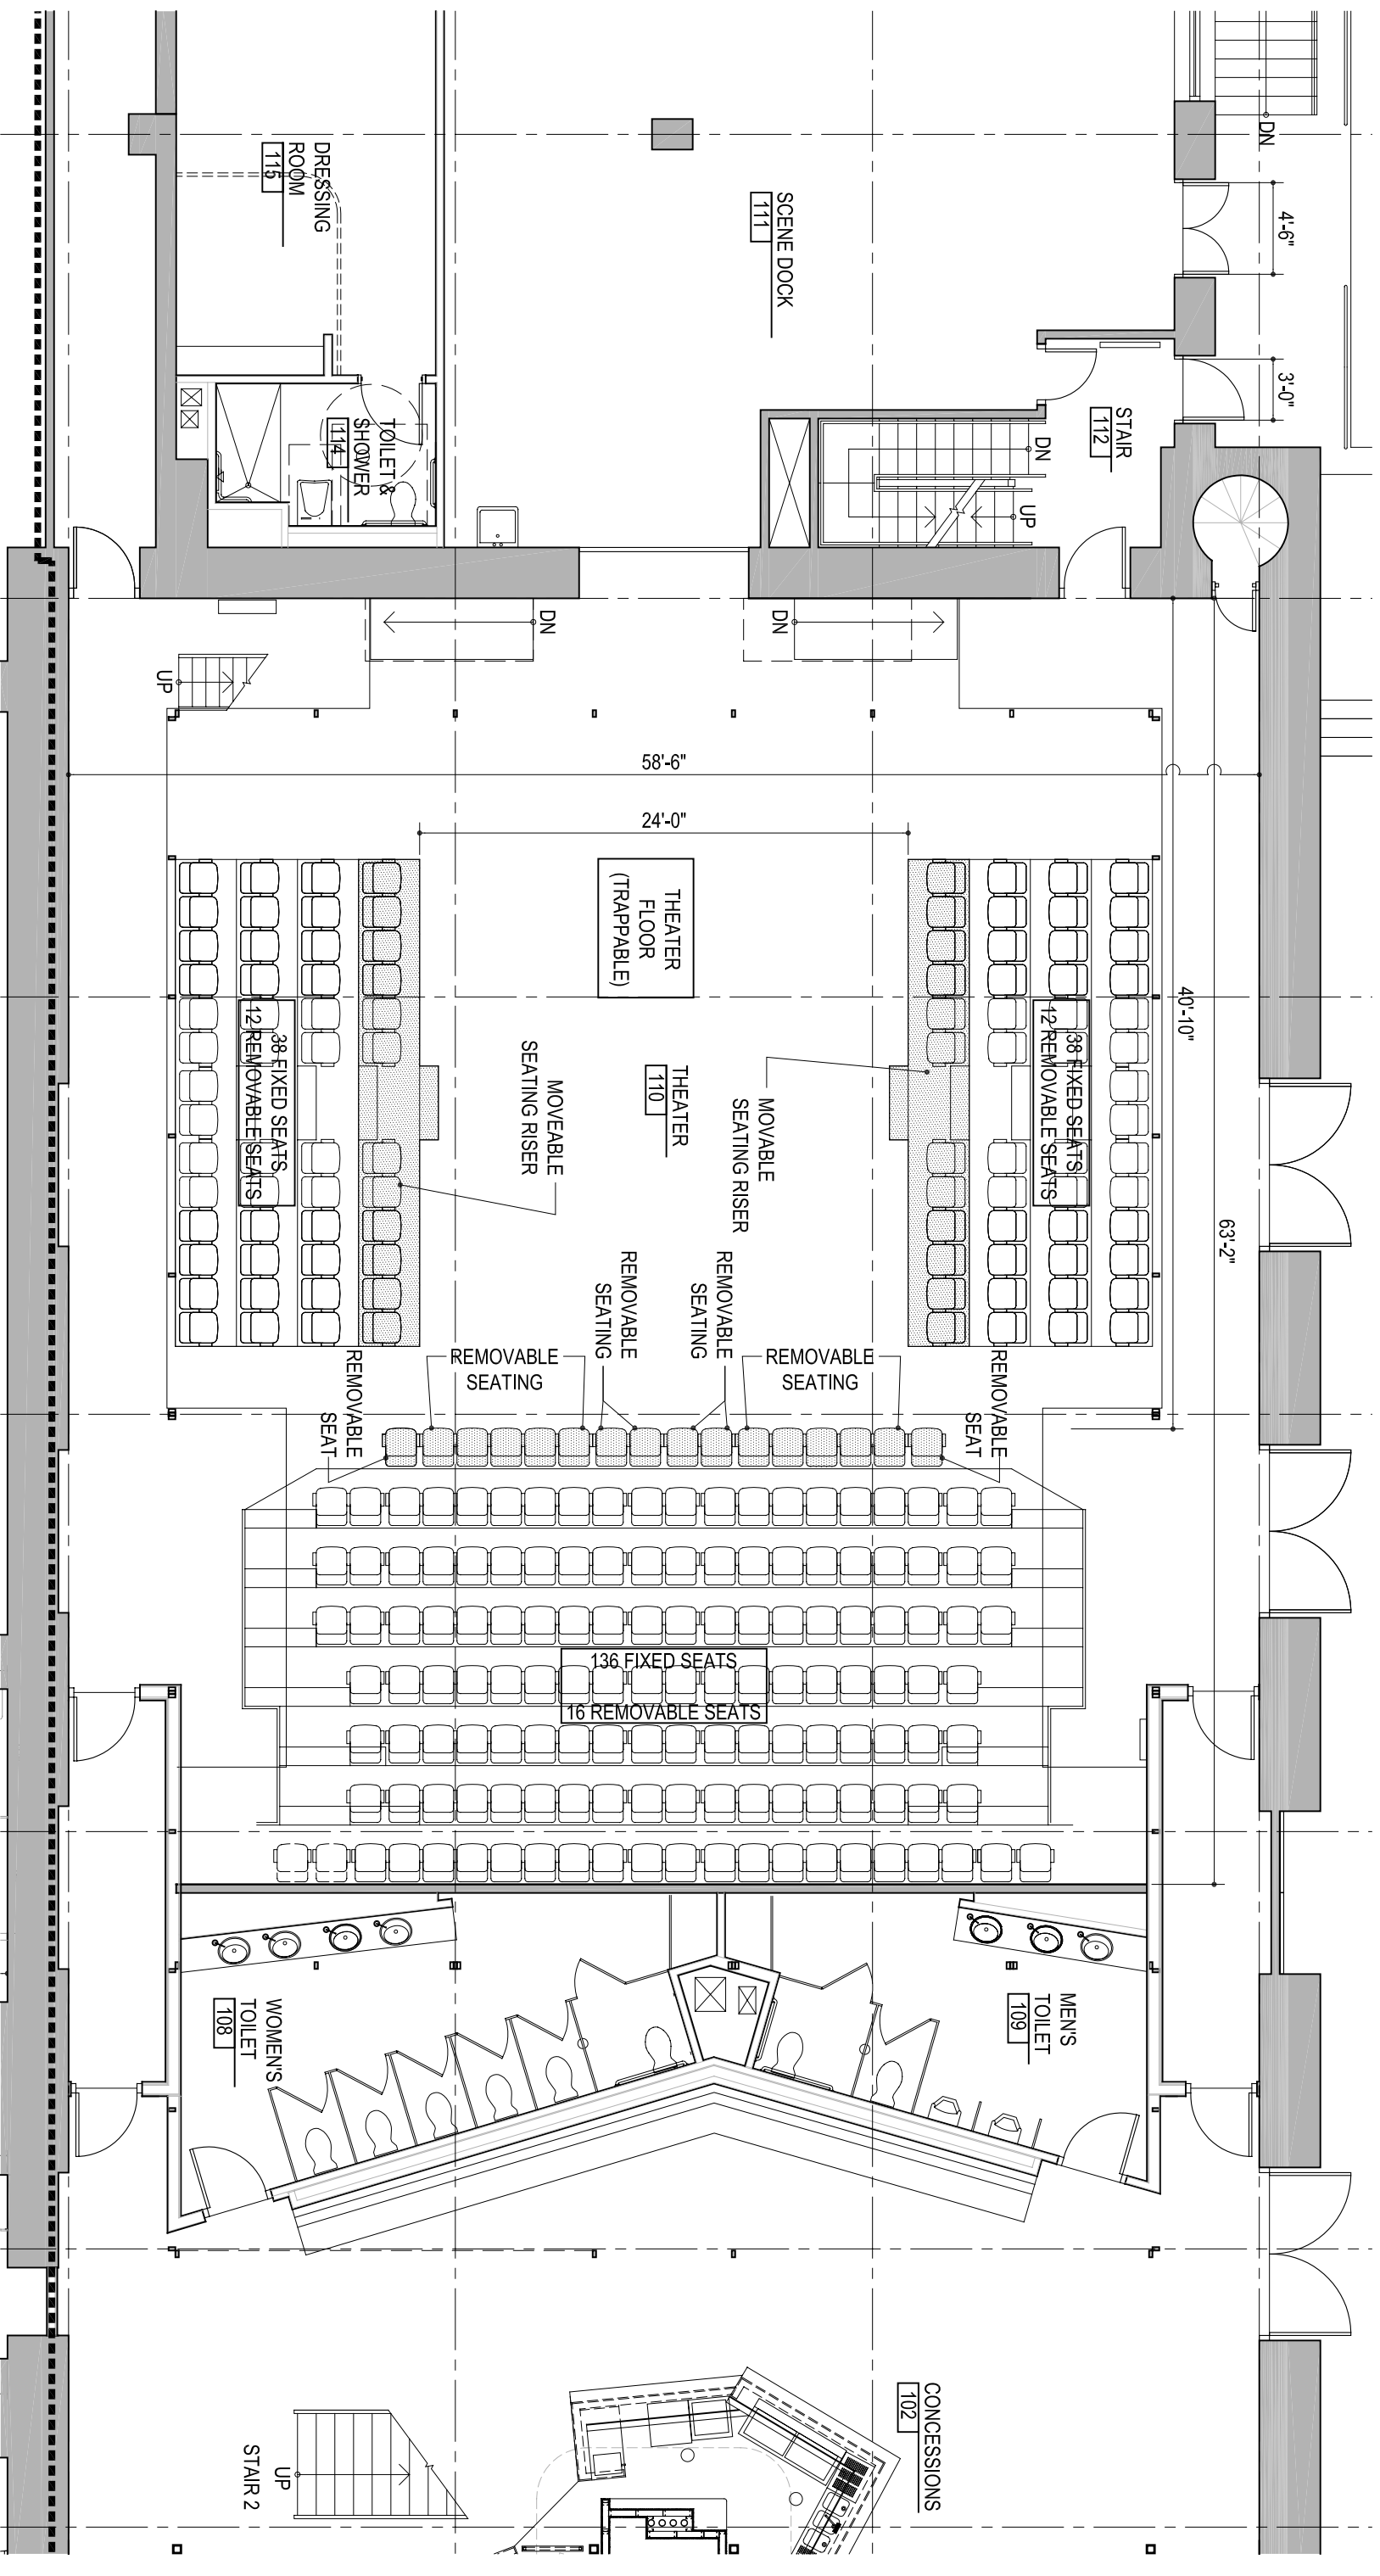 DN
4'-6"
DRESSING
ROOM
115
SCENE DOCK
111
3'-0"
STAIR
112
TOILET &
SHOWER
114
DN
UP
DN
DN
UP
58'-6"
24'-0"
THEATER
FLOOR
(TRAPPABLE)
40'-10"
38 FIXED SEATS
12 REMOVABLE SEATS
38 FIXED SEATS
12 REMOVABLE SEATS
THEATER
110
MOVEABLE
SEATING RISER
MOVABLE
SEATING RISER
63'-2"
REMOVABLE
SEATING
REMOVABLE
SEATING
REMOVABLE
SEATING
REMOVABLE
SEATING
REMOVABLE
SEAT
REMOVABLE
SEAT
136 FIXED SEATS
16 REMOVABLE SEATS
WOMEN'S
TOILET
108
MEN'S
TOILET
109
CONCESSIONS
102
UP
STAIR 2